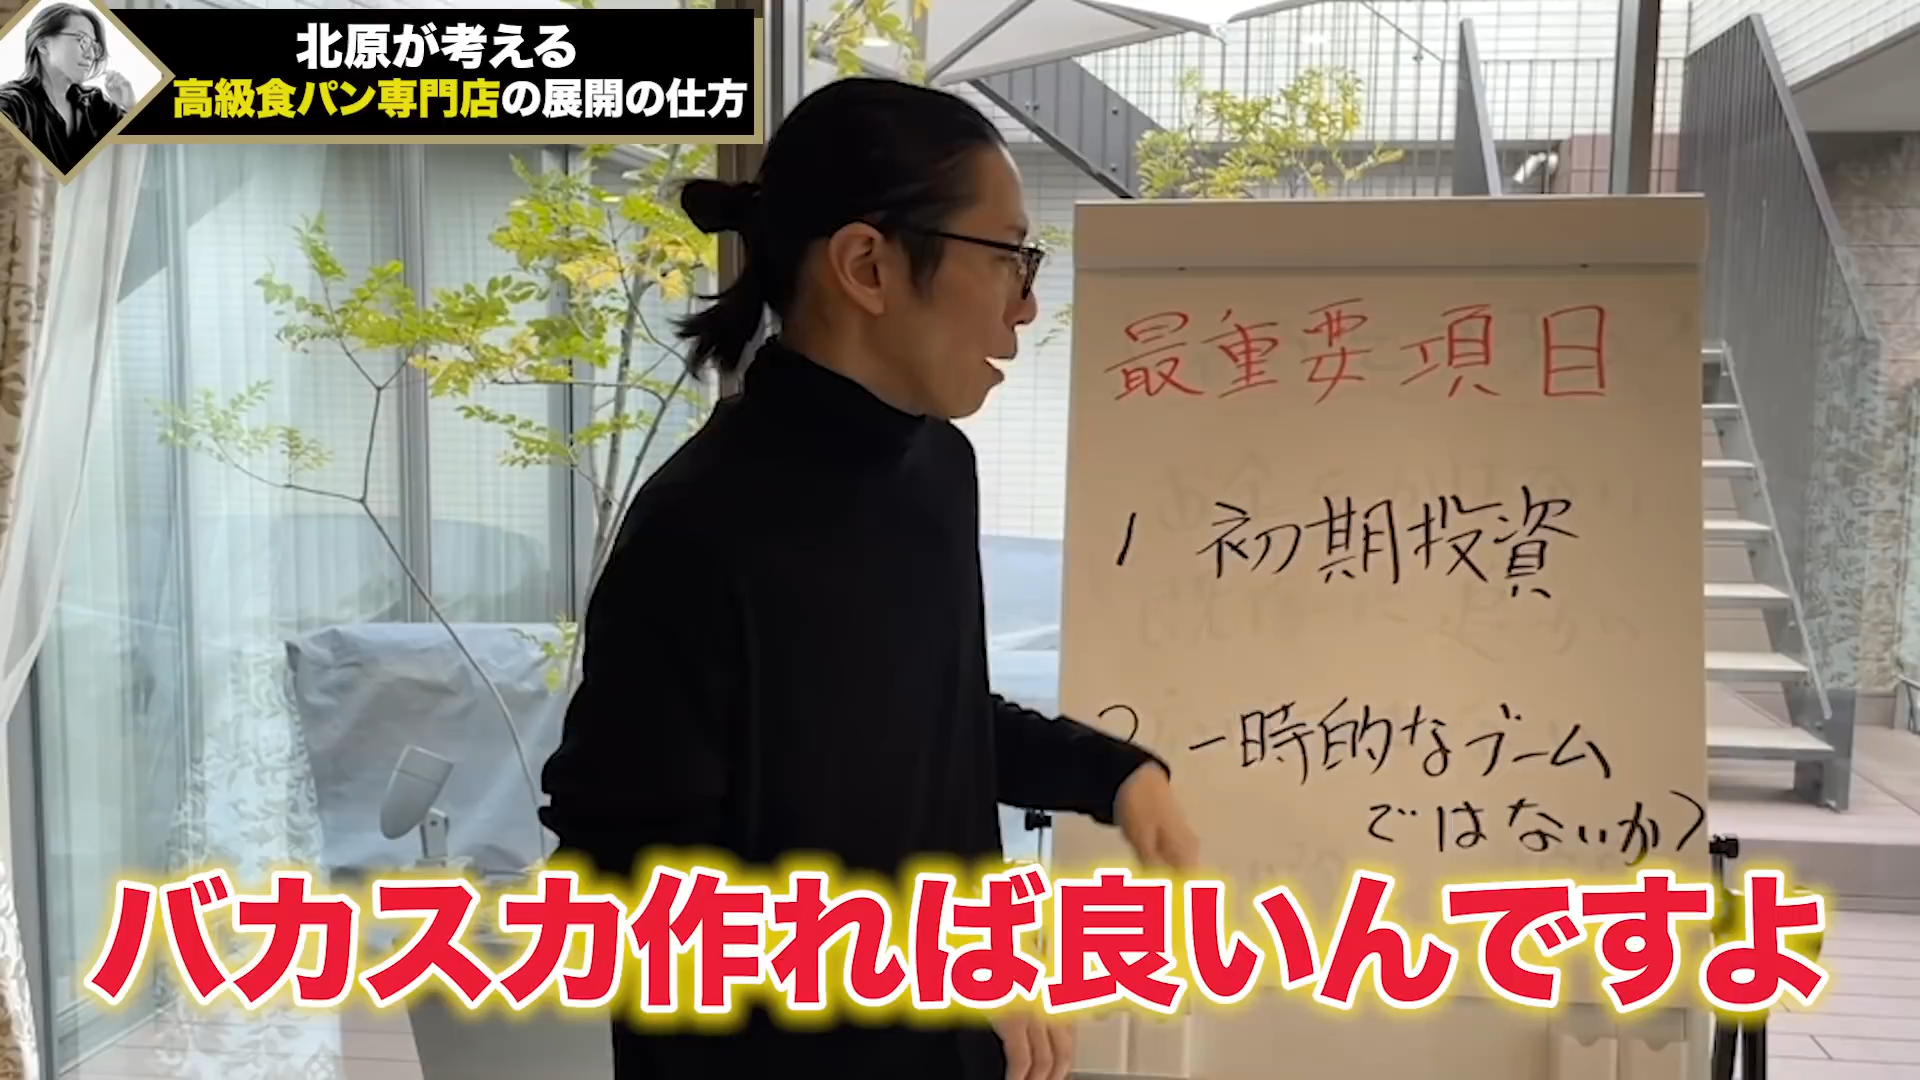 北原が考える
高級食パン専門店の展開の仕方
最重要項目
1 初期投資
2 一時的なブーム
ではないか?
バカスカ作れば良いんですよ